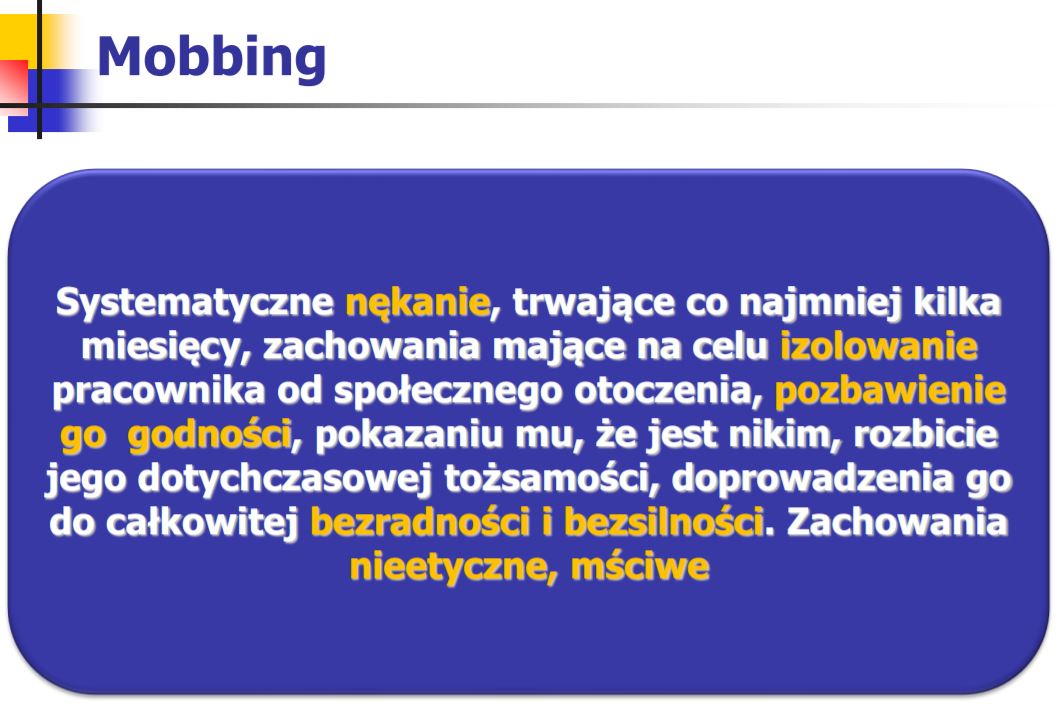 Mobbing
Systematyczne nękanie, trwające co najmniej kilka
miesięcy, zachowania mające na celu izolowanie
pracownika od społecznego otoczenia, pozbawienie
go  godności, pokazaniu mu, że jest nikim, rozbicie
jego dotychczasowej tożsamości, doprowadzenia go
do całkowitej bezradności i bezsilności. Zachowania
nieetyczne, mściwe